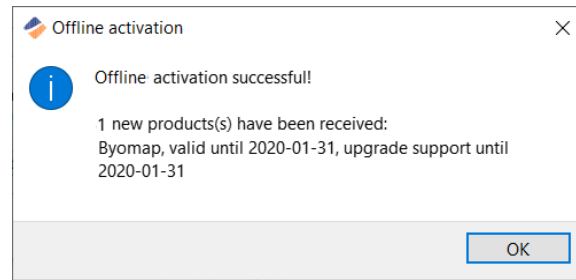 Offline activation
Offline activation successful!
1 new products(s) have been received:
Byomap, valid until 2020-01-31, upgrade support until
2020-01-31
OK